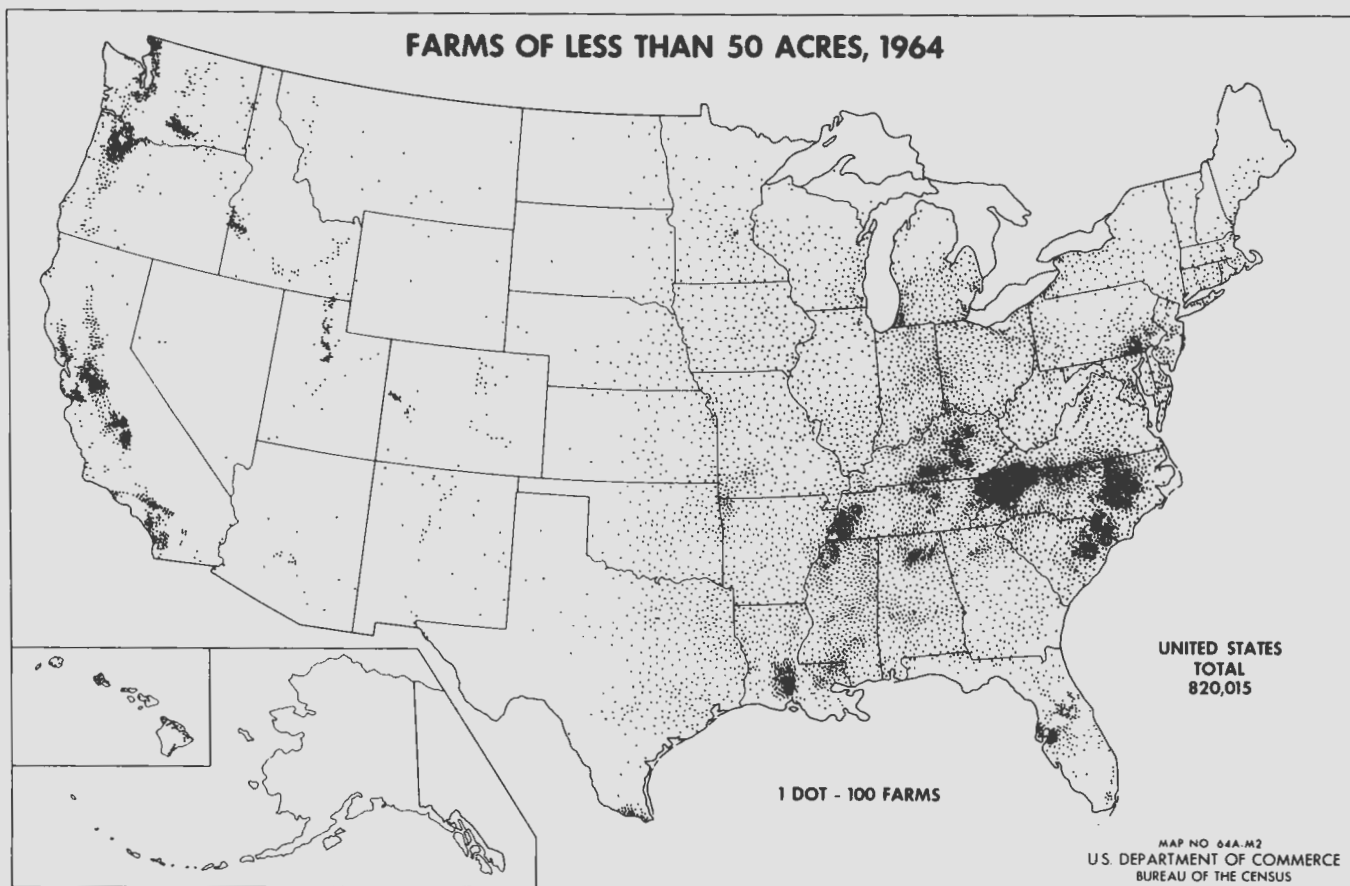 FARMS OF LESS THAN 50 ACRES, 1964
UNITED STATES
TOTAL
820,015
1 DOT - 100 FARMS
MAP NO 64A-M2
U.S. DEPARTMENT OF COMMERCE
BUREAU OF THE CENSUS